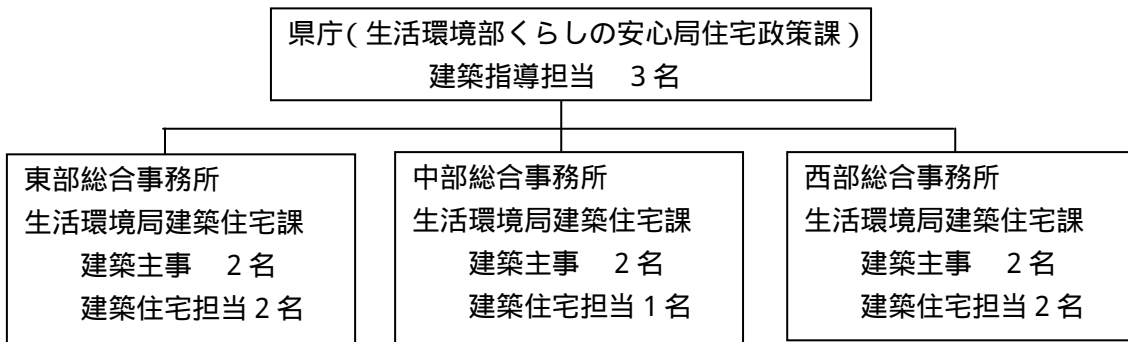 県庁(生活環境部くらしの安心局住宅政策課)
建築指導担当 3名
東部総合事務所
生活環境局建築住宅課
建築主事 2名
建築住宅担当2名
中部総合事務所
生活環境局建築住宅課
建築主事 2名
建築住宅担当1名
西部総合事務所
生活環境局建築住宅課
建築主事 2名
建築住宅担当2名